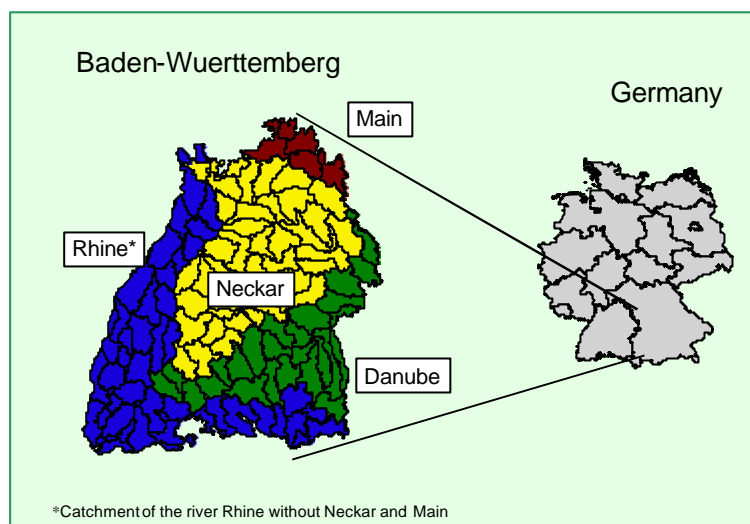 Baden-Wuerttemberg
Germany
Main
Rhine*
Neckar
Danube
*Catchment of the river Rhine without Neckar and Main